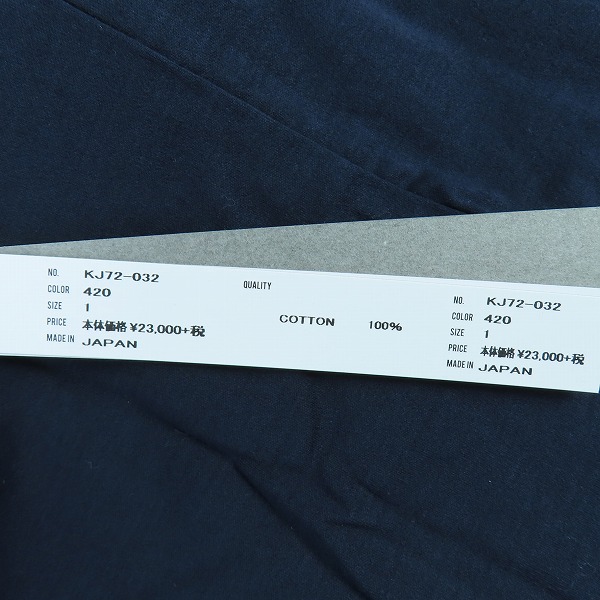 NO. KJ72-032
COLOR 420
SIZE 1
PRICE 本体価格 ¥23,000+税
MADE IN JAPAN
QUALITY
COTTON 100%
NO. KJ72-032
COLOR 420
SIZE 1
PRICE 本体価格 ¥23,000+税
MADE IN JAPAN